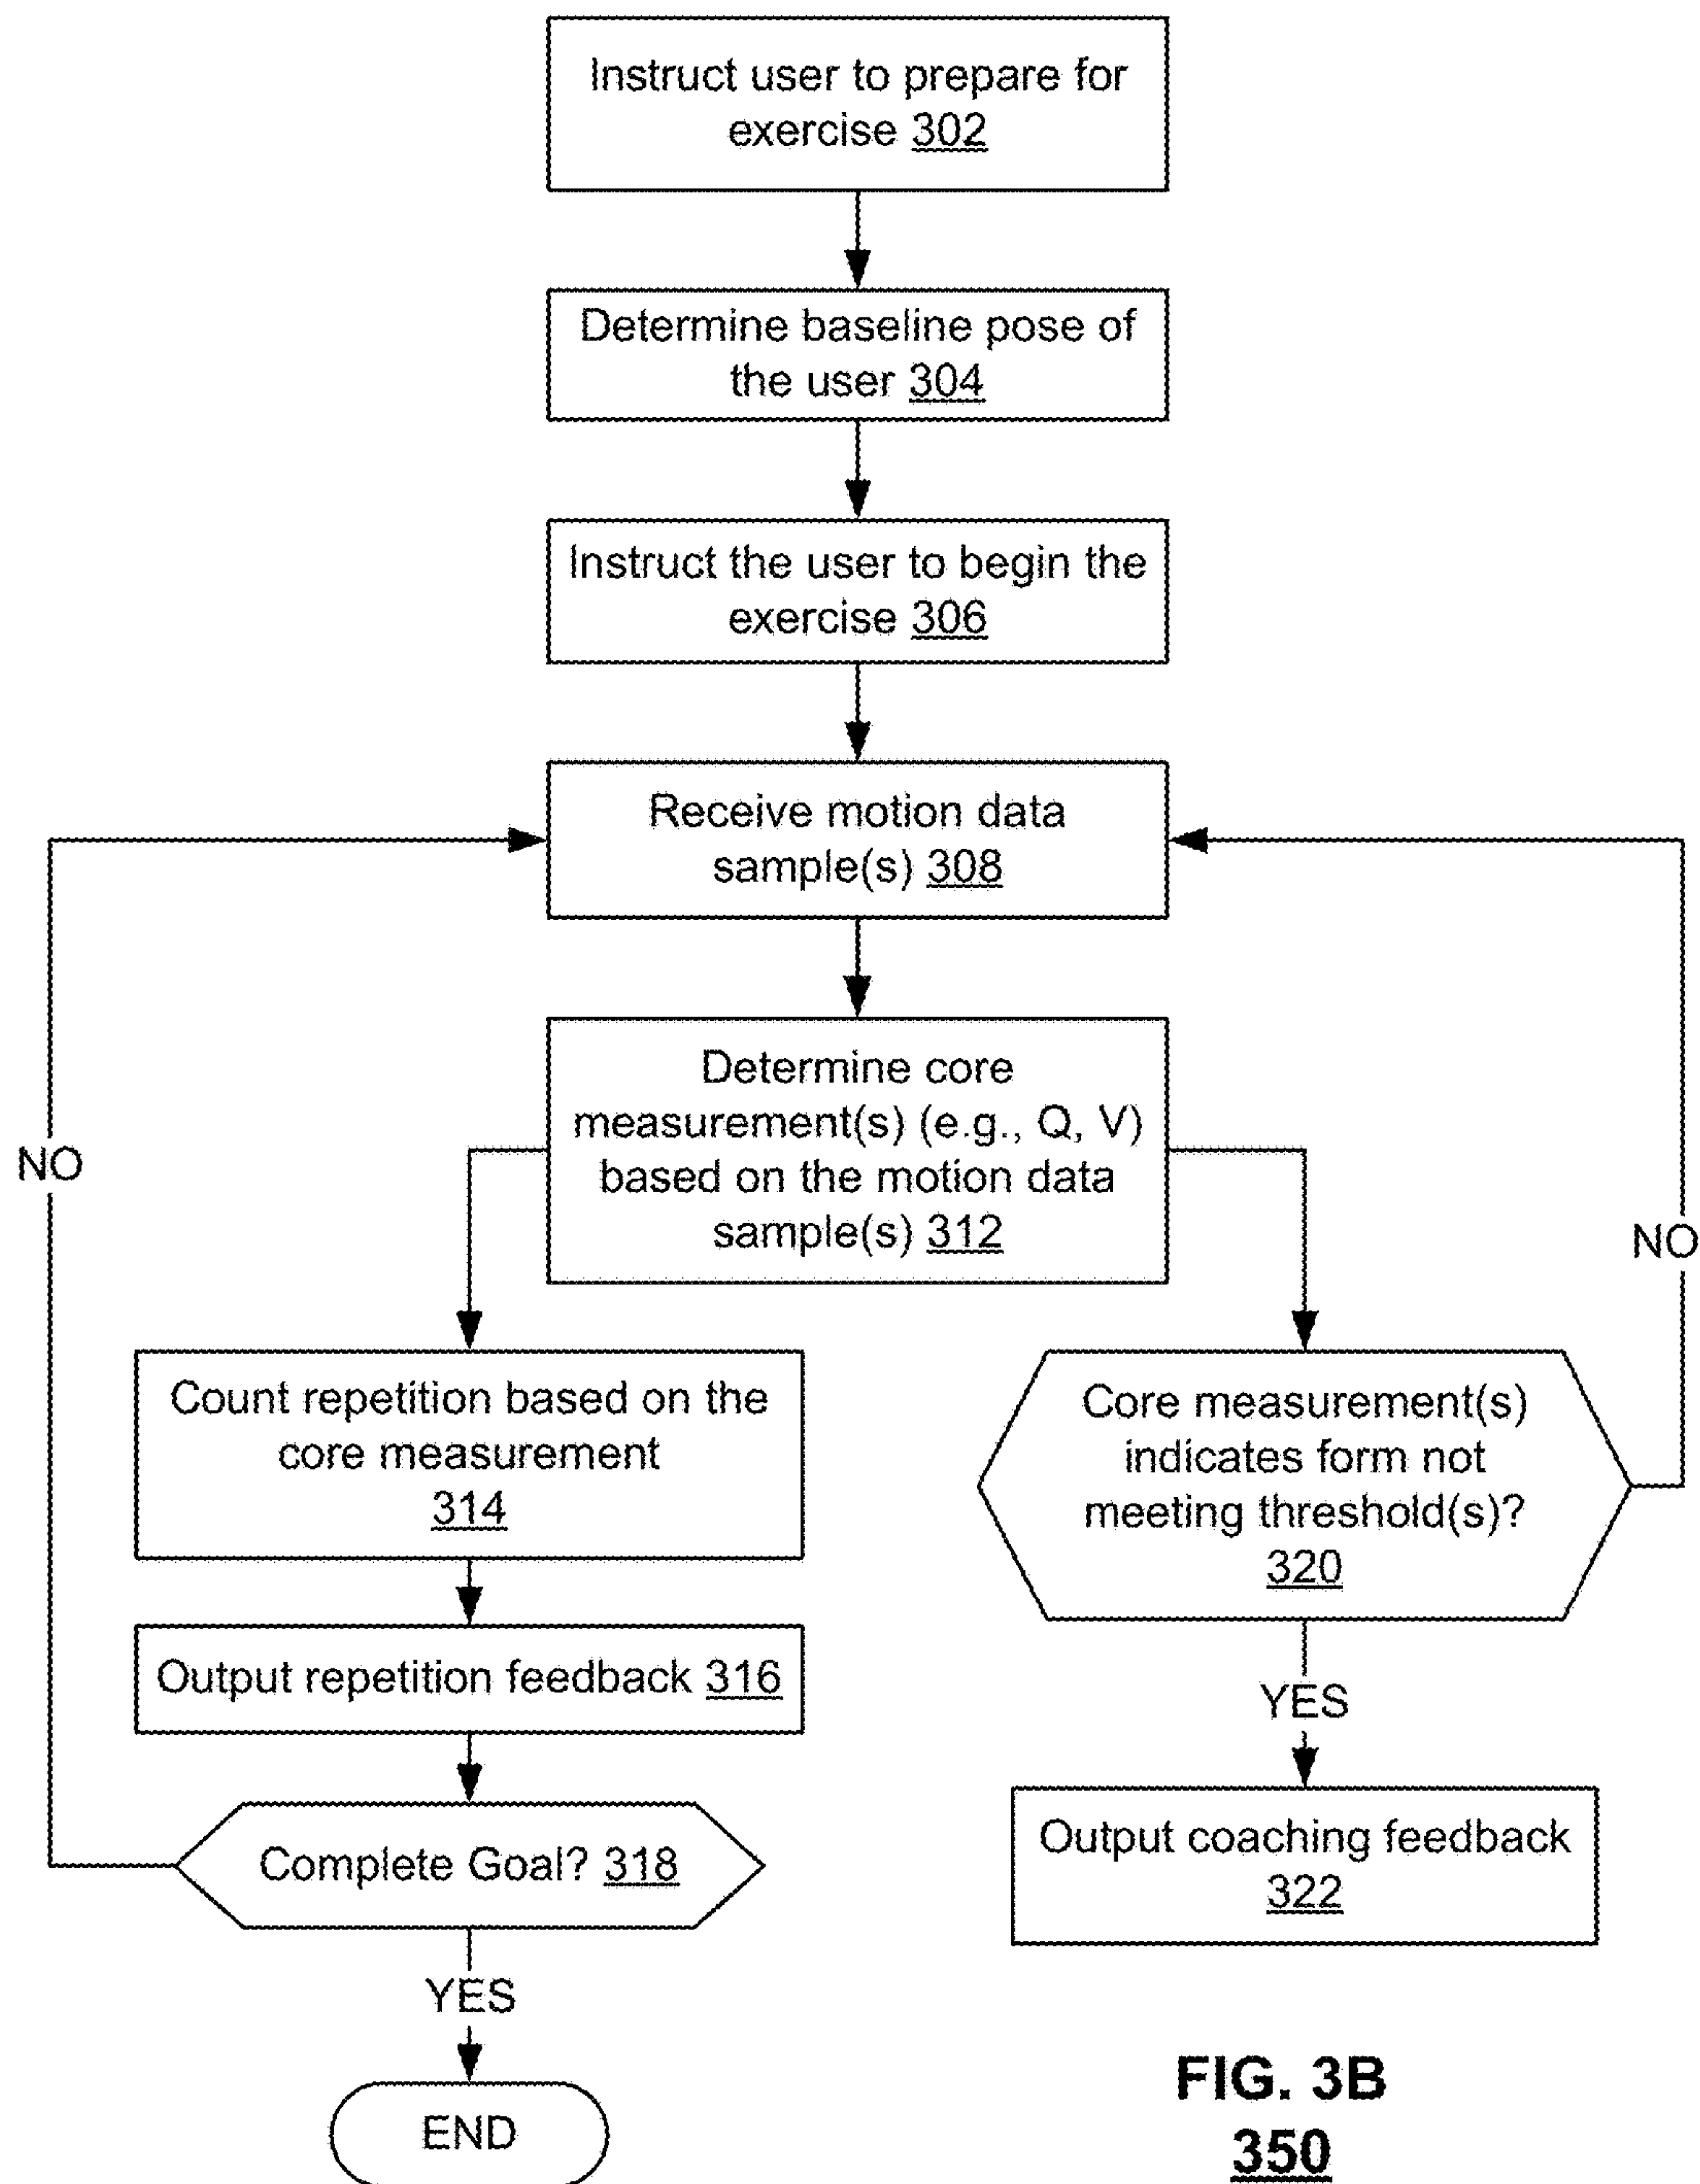 Instruct user to prepare for
exercise 302
Determine baseline pose of
the user 304
Instruct the user to begin the
exercise 306
Receive motion data
sample(s) 308
Determine core
measurement(s) (e.g., Q, V)
based on the motion data
sample(s) 312
NO
NO
Count repetition based on the
core measurement
314
Core measurement(s)
indicates form not
meeting threshold(s)?
320
Output repetition feedback 316
YES
Complete Goal? 318
Output coaching feedback
322
YES
END
FIG. 3B
350